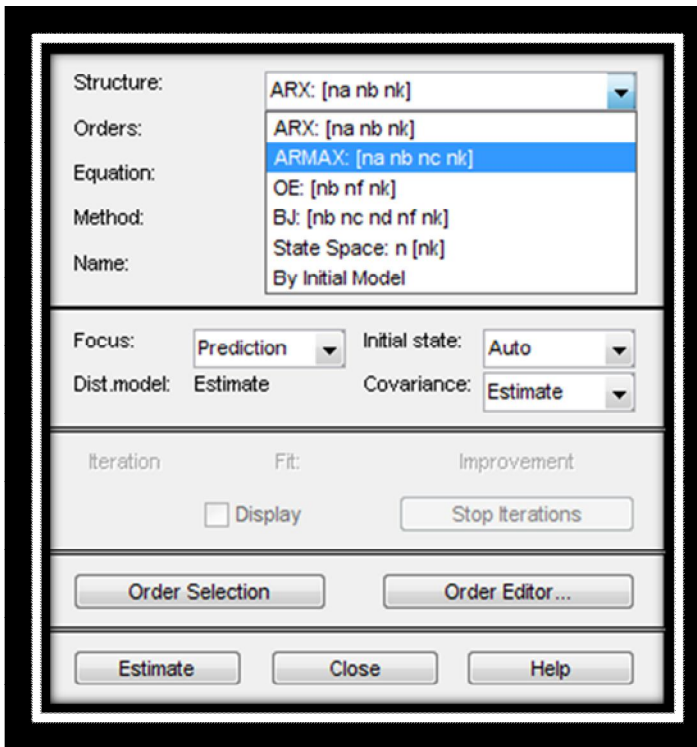 Structure: ARX: [na nb nk]
Orders: ARX: [na nb nk]
ARMAX: [na nb nc nk]
Equation: OE: [nb nf nk]
Method: BJ: [nb nc nd nf nk]
State Space: n [nk]
Name: By Initial Model
Focus: Prediction Initial state: Auto
Dist.model: Estimate Covariance: Estimate
Iteration Fit: Improvement
Display Stop Iterations
Order Selection Order Editor...
Estimate Close Help